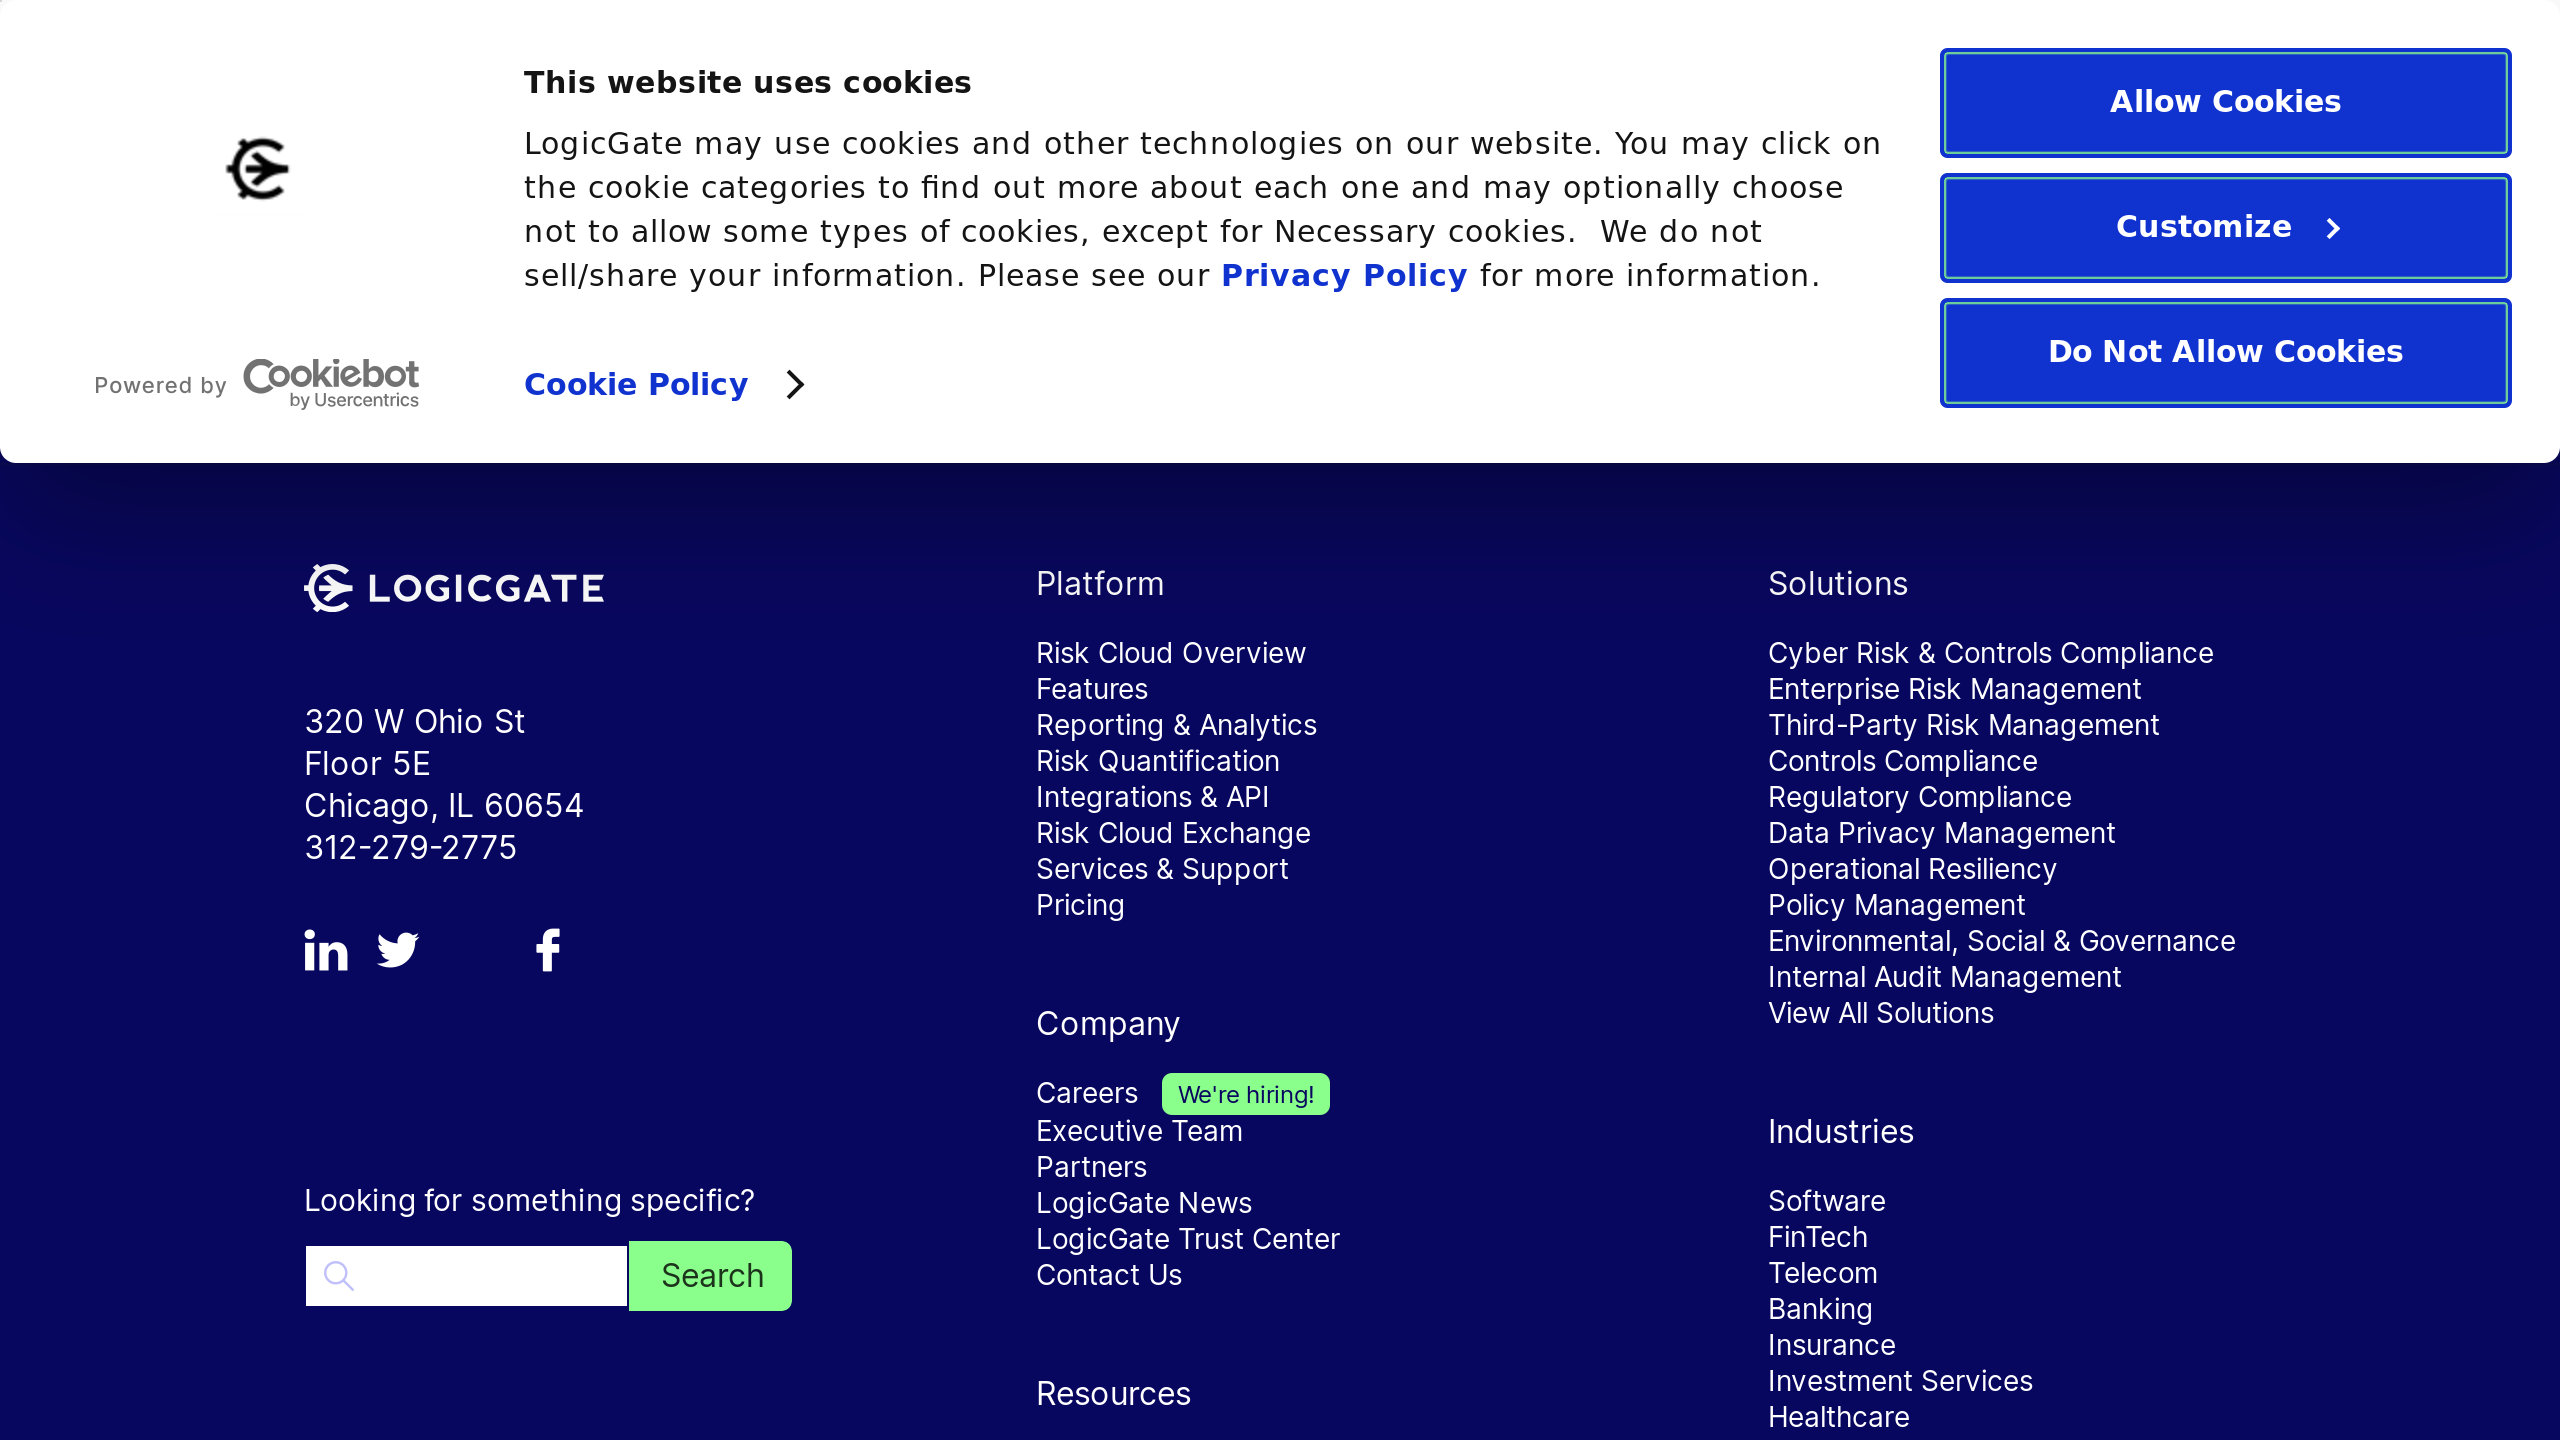 This website uses cookies
LogicGate may use cookies and other technologies on our website. You may click on
the cookie categories to find out more about each one and may optionally choose
not to allow some types of cookies, except for Necessary cookies.  We do not
sell/share your information. Please see our Privacy Policy for more information.
Powered by Cookiebot
by Usercentrics
Cookie Policy
Allow Cookies
Customize
Do Not Allow Cookies
LOGICGATE
320 W Ohio St
Floor 5E
Chicago, IL 60654
312-279-2775
Looking for something specific?
Search
Platform
Risk Cloud Overview
Features
Reporting & Analytics
Risk Quantification
Integrations & API
Risk Cloud Exchange
Services & Support
Pricing
Company
Careers We're hiring!
Executive Team
Partners
LogicGate News
LogicGate Trust Center
Contact Us
Resources
Solutions
Cyber Risk & Controls Compliance
Enterprise Risk Management
Third-Party Risk Management
Controls Compliance
Regulatory Compliance
Data Privacy Management
Operational Resiliency
Policy Management
Environmental, Social & Governance
Internal Audit Management
View All Solutions
Industries
Software
FinTech
Telecom
Banking
Insurance
Investment Services
Healthcare